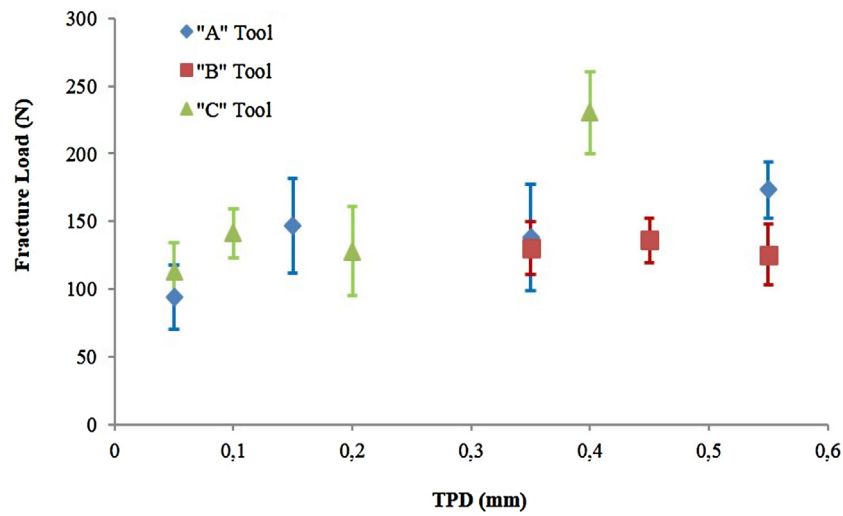 300
250
200
150
100
50
0
"A" Tool
"B" Tool
"C" Tool
Fracture Load (N)
0 0,1 0,2 0,3 0,4 0,5 0,6
TPD (mm)